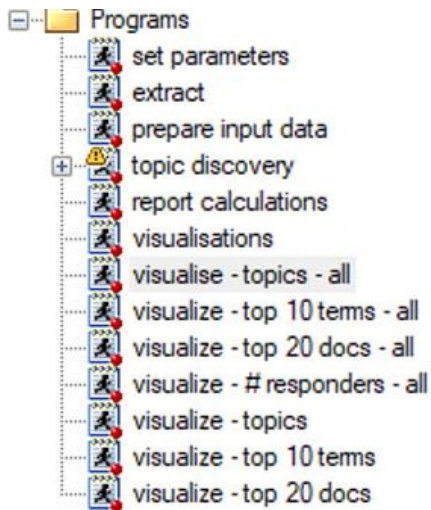 Programs
set parameters
extract
prepare input data
topic discovery
report calculations
visualisations
visualise - topics - all
visualize - top 10 terms - all
visualize - top 20 docs - all
visualize - # responders - all
visualize - topics
visualize - top 10 terms
visualize - top 20 docs